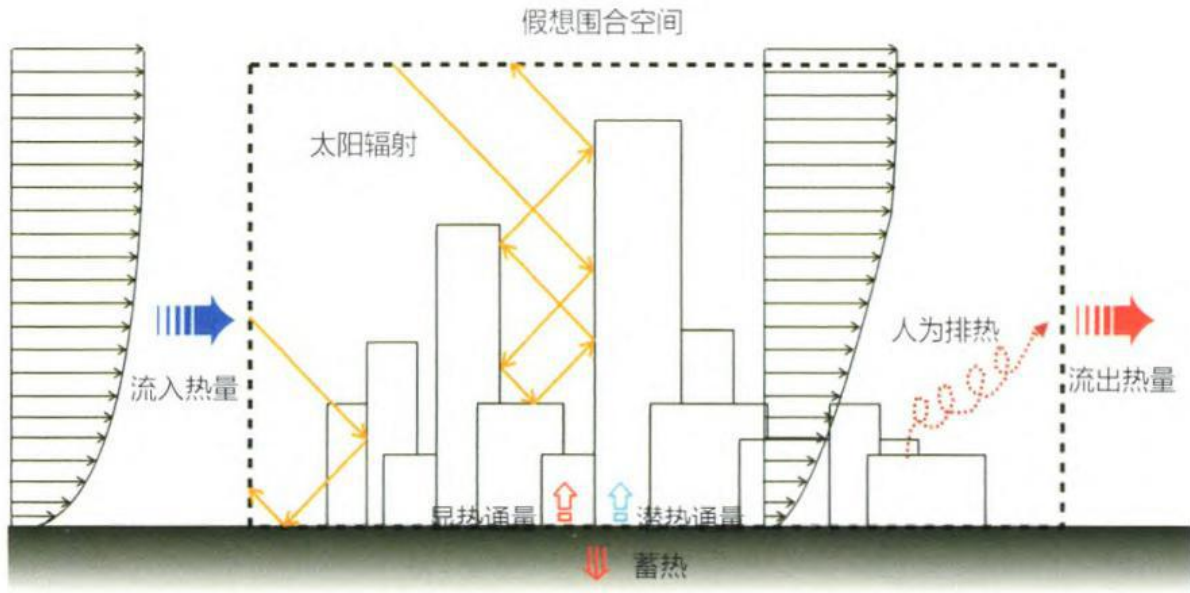 假想围合空间
太阳辐射
人为排热
流入热量
流出热量
显热通量
潜热通量
蓄热